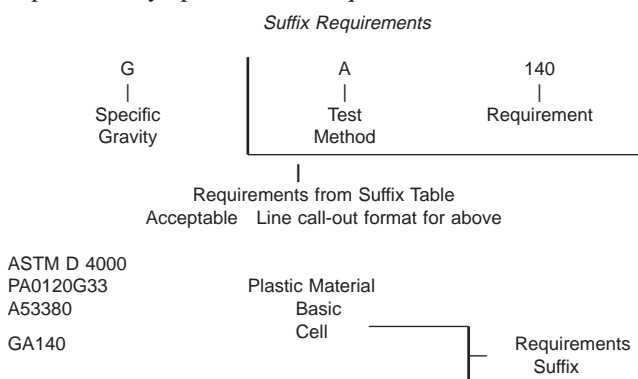 Suffix Requirements
G A 140
Specific Test Requirement
Gravity Method
Requirements from Suffix Table
Acceptable Line call-out format for above
ASTM D 4000
PA0120G33 Plastic Material
A53380 Basic
Cell
GA140 Requirements
Suffix